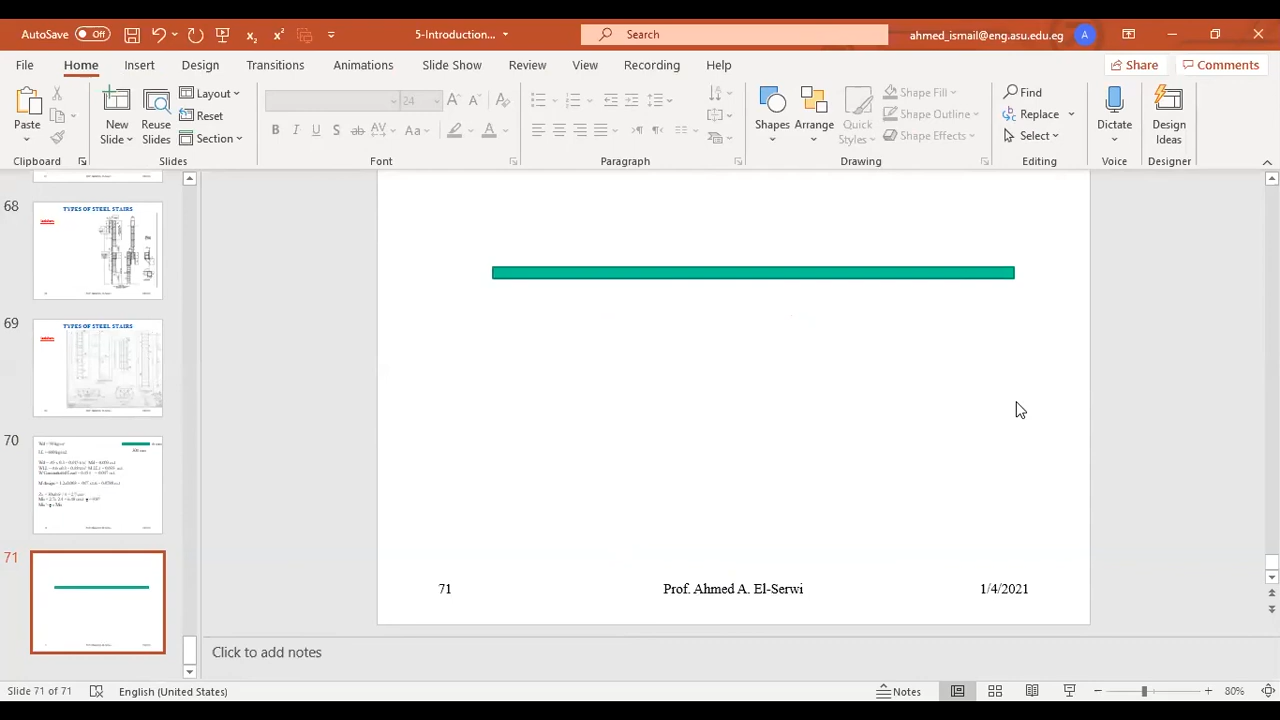 AutoSave Off 5-Introduction... Search ahmed_ismail@eng.asu.edu.eg A
File Home Insert Design Transitions Animations Slide Show Review View Recording Help Share Comments
Paste New Slide Reuse Slides Layout Reset Section 24 Shapes Arrange Quick Styles Shape Fill Shape Outline Shape Effects Find Replace Select Dictate Design Ideas
Clipboard Slides Font Paragraph Drawing Editing Voice Designer
68
TYPES OF STEEL STAIRS
69
TYPES OF STEEL STAIRS
70
71
71 Prof. Ahmed A. El-Serwi 1/4/2021
Click to add notes
Slide 71 of 71 English (United States) Notes 80%